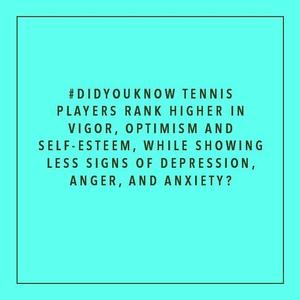 #DIDYOUKNOW TENNIS
PLAYERS RANK HIGHER IN
VIGOR, OPTIMISM AND
SELF-ESTEEM, WHILE SHOWING
LESS SIGNS OF DEPRESSION,
ANGER, AND ANXIETY?